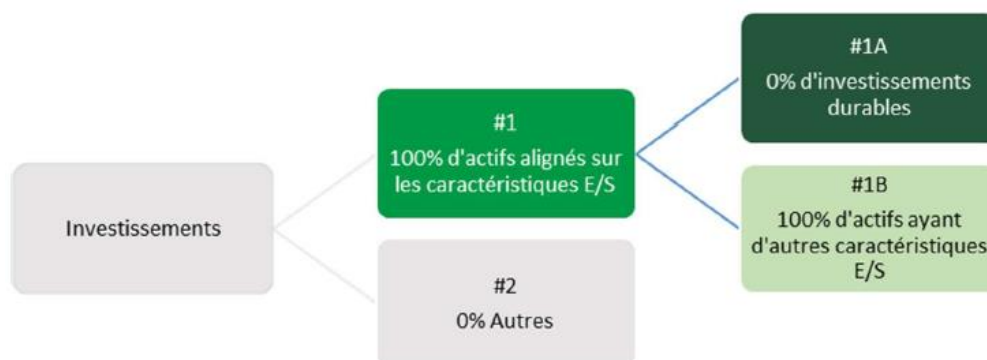 Investissements
#1
100% d'actifs alignés sur
les caractéristiques E/S
#2
0% Autres
#1A
0% d'investissements
durables
#1B
100% d'actifs ayant
d'autres caractéristiques
E/S